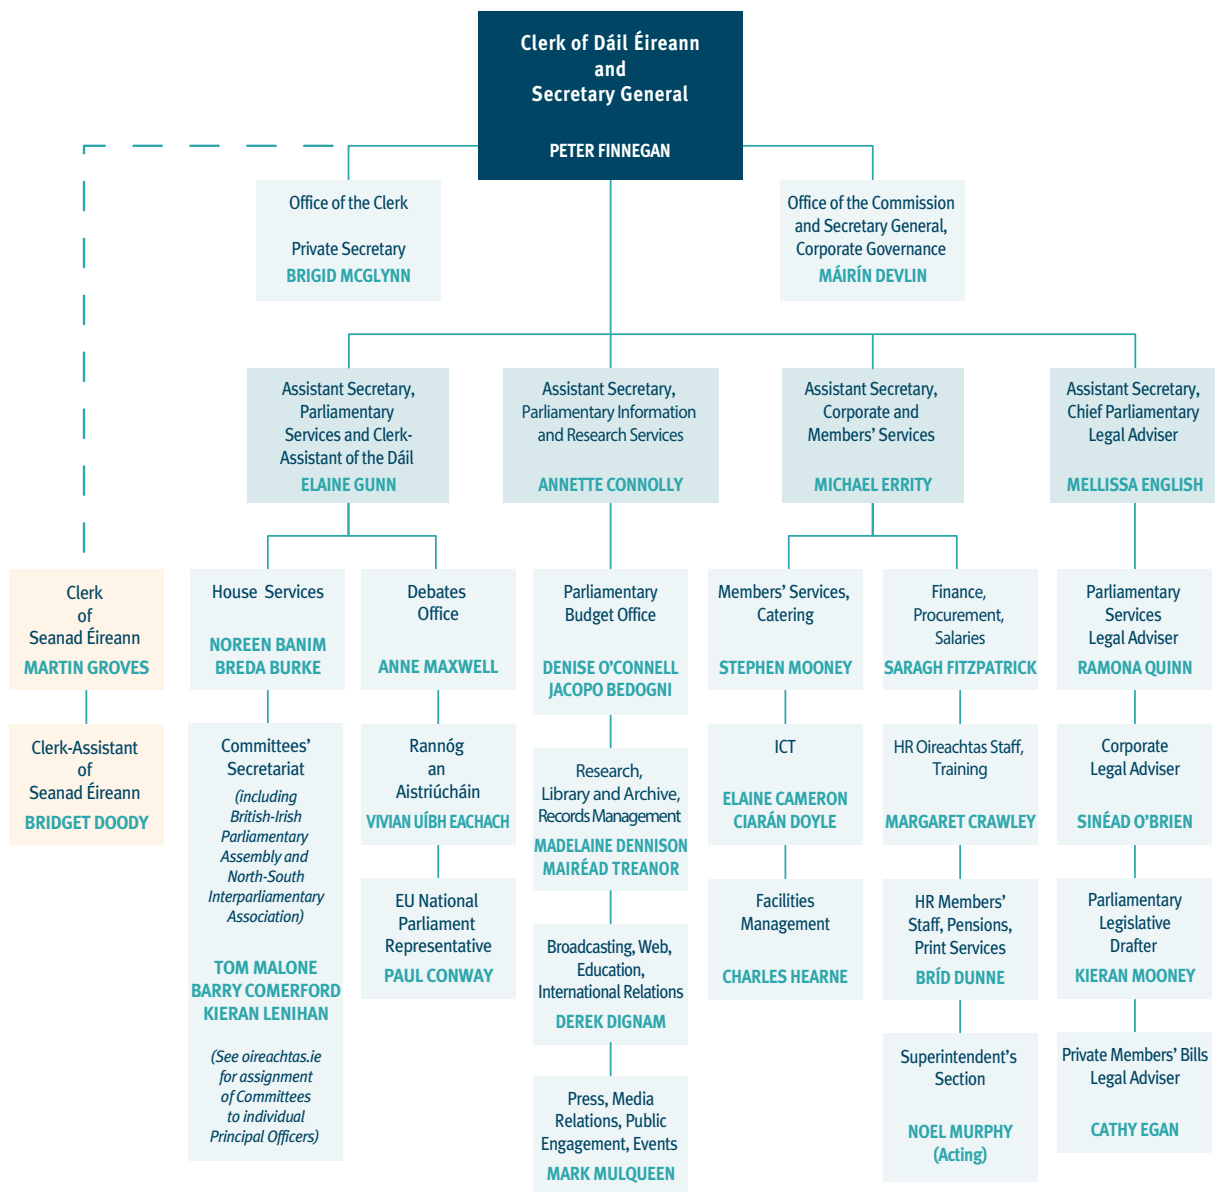 Clerk of Dáil Éireann
and
Secretary General
PETER FINNEGAN
Office of the Clerk
Private Secretary
BRIGID MCGLYNN
Office of the Commission
and Secretary General,
Corporate Governance
MÁIRÍN DEVLIN
Assistant Secretary,
Parliamentary
Services and Clerk-
Assistant of the Dáil
ELAINE GUNN
Assistant Secretary,
Parliamentary Information
and Research Services
ANNETTE CONNOLLY
Assistant Secretary,
Corporate and
Members’ Services
MICHAEL ERRITY
Assistant Secretary,
Chief Parliamentary
Legal Adviser
MELLISSA ENGLISH
Clerk
of
Seanad Éireann
MARTIN GROVES
Clerk-Assistant
of
Seanad Éireann
BRIDGET DOODY
House Services
NOREEN BANIM
BREDA BURKE
Committees’
Secretariat
(including
British-Irish
Parliamentary
Assembly and
North-South
Interparliamentary
Association)
TOM MALONE
BARRY COMERFORD
KIERAN LENIHAN
(See oireachtas.ie
for assignment
of Committees
to individual
Principal Officers)
Debates
Office
ANNE MAXWELL
Rannóg
an
Aistriúcháin
VIVIAN UÍBH EACHACH
EU National
Parliament
Representative
PAUL CONWAY
Parliamentary
Budget Office
DENISE O’CONNELL
JACOPO BEDOGNI
Research,
Library and Archive,
Records Management
MADELAINE DENNISON
MAIRÉAD TREANOR
Broadcasting, Web,
Education,
International Relations
DEREK DIGNAM
Press, Media
Relations, Public
Engagement, Events
MARK MULQUEEN
Members’ Services,
Catering
STEPHEN MOONEY
ICT
ELAINE CAMERON
CIARÁN DOYLE
Facilities
Management
CHARLES HEARNE
Finance,
Procurement,
Salaries
SARAGH FITZPATRICK
HR Oireachtas Staff,
Training
MARGARET CRAWLEY
HR Members’
Staff, Pensions,
Print Services
BRÍD DUNNE
Superintendent’s
Section
NOEL MURPHY
(Acting)
Parliamentary
Services
Legal Adviser
RAMONA QUINN
Corporate
Legal Adviser
SINÉAD O’BRIEN
Parliamentary
Legislative
Drafter
KIERAN MOONEY
Private Members’ Bills
Legal Adviser
CATHY EGAN